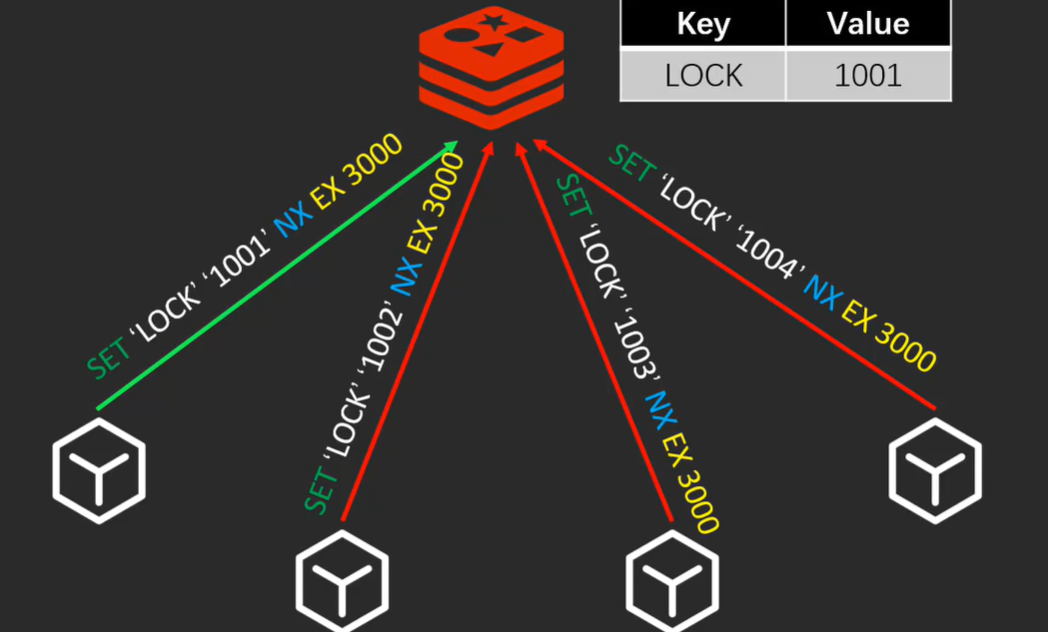 Key Value
LOCK 1001
SET ‘LOCK’ ‘1001’ NX EX 3000
SET ‘LOCK’ ‘1002’ NX EX 3000
SET ‘LOCK’ ‘1003’ NX EX 3000
SET ‘LOCK’ ‘1004’ NX EX 3000